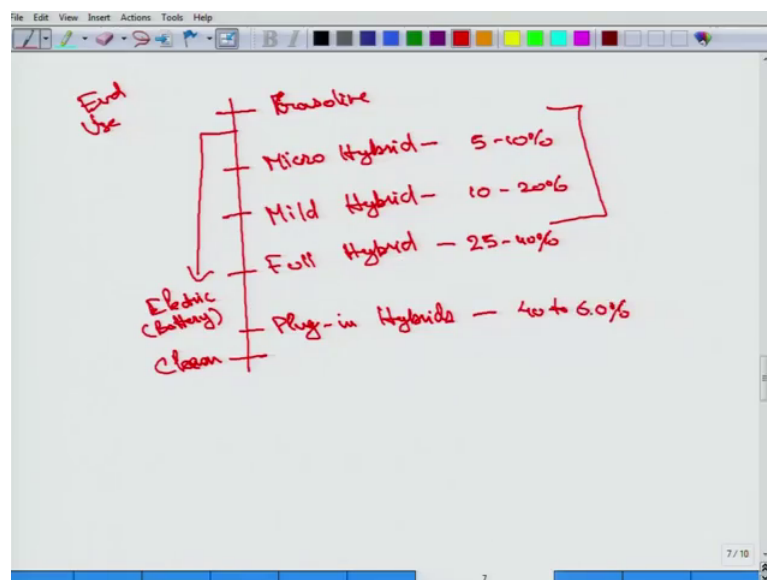 File Edit View Insert Actions Tools Help
End
Use
Gasoline
Micro Hybrid - 5-10%
Mild Hybrid - 10-20%
Full Hybrid - 25-40%
Electric
(Battery)
Plug-in Hybrids - 40 to 60%
Clean
7/10
7